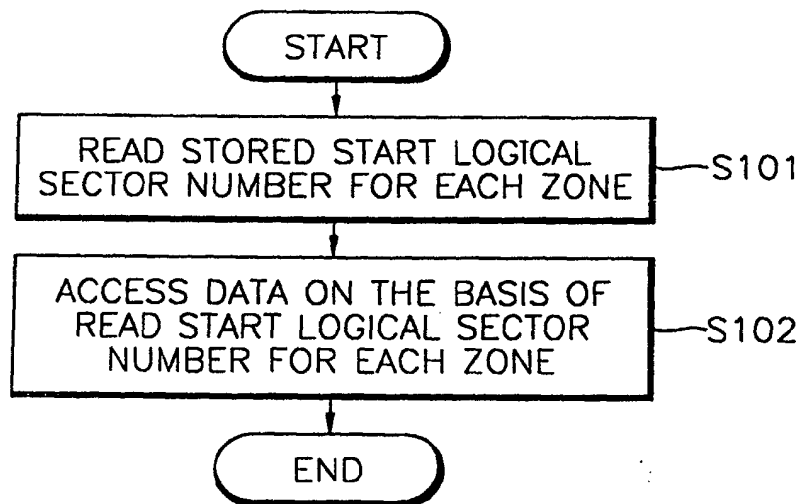 START
READ STORED START LOGICAL
SECTOR NUMBER FOR EACH ZONE
S101
ACCESS DATA ON THE BASIS OF
READ START LOGICAL SECTOR
NUMBER FOR EACH ZONE
S102
END